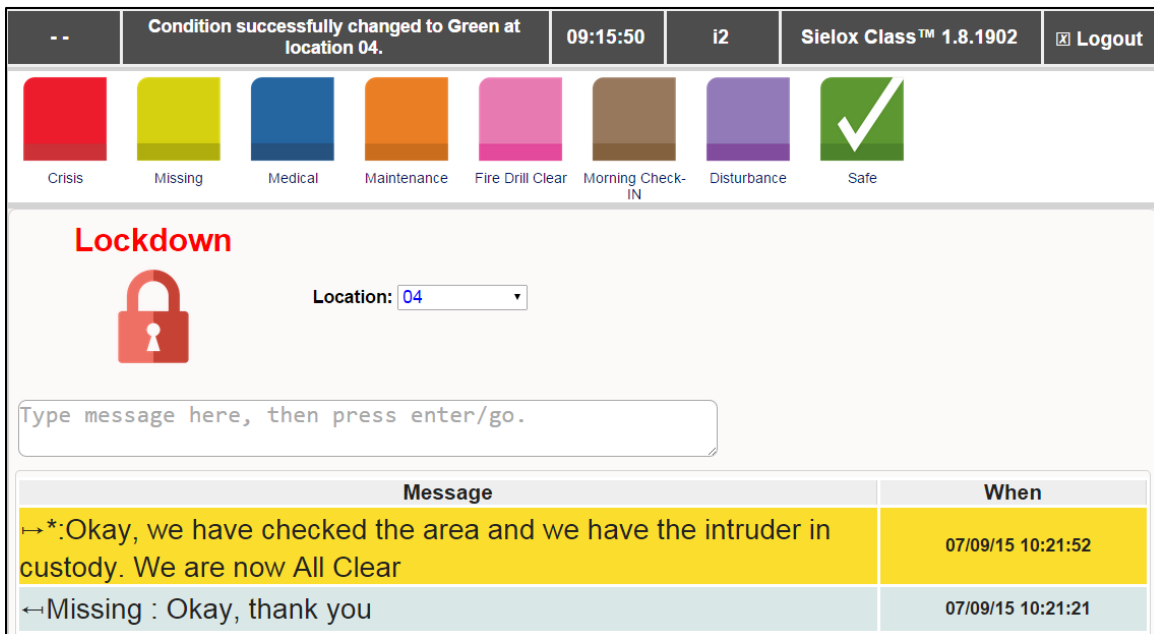 - -
Condition successfully changed to Green at
location 04.
09:15:50
i2
Sielox Class™ 1.8.1902
☒ Logout
Crisis
Missing
Medical
Maintenance
Fire Drill Clear
Morning Check-
IN
Disturbance
Safe
Lockdown
Location: 04
Type message here, then press enter/go.
Message
When
↦*:Okay, we have checked the area and we have the intruder in
custody. We are now All Clear
07/09/15 10:21:52
↤Missing : Okay, thank you
07/09/15 10:21:21